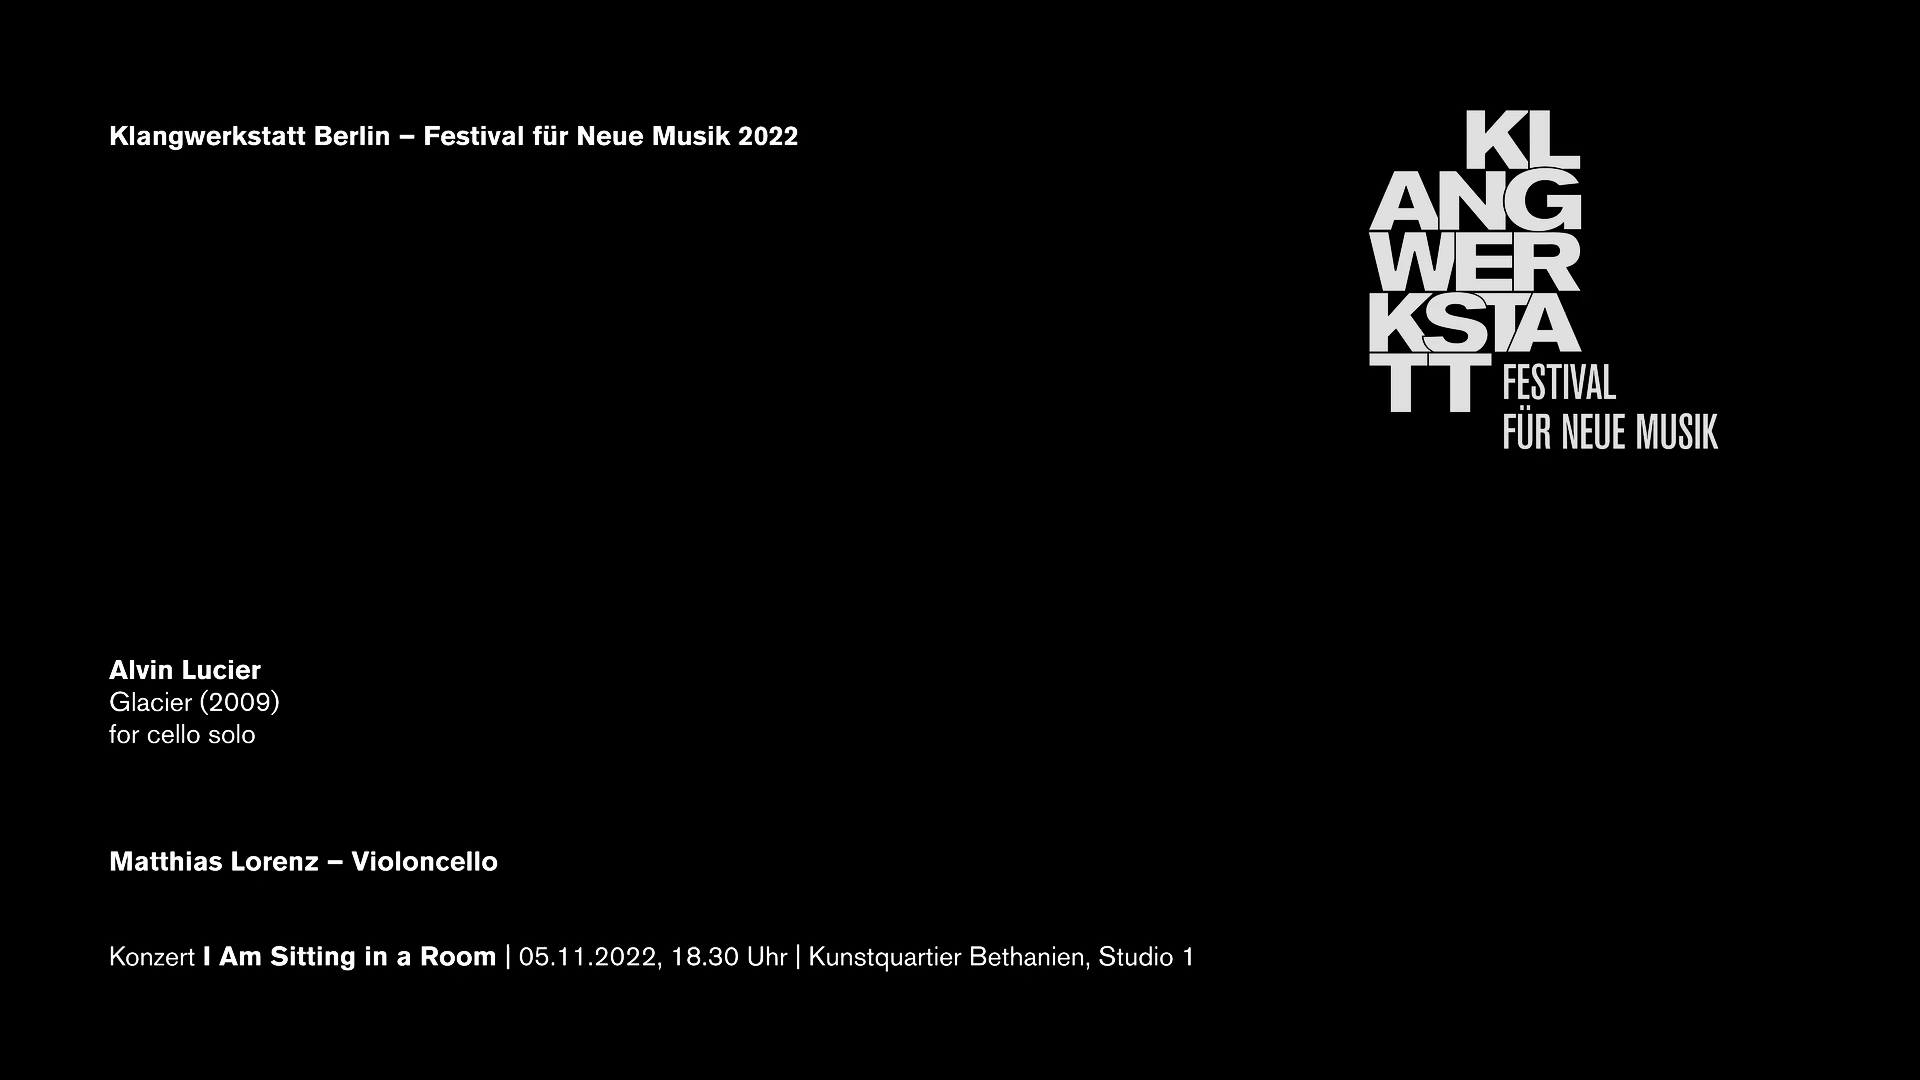 Klangwerkstatt Berlin – Festival für Neue Musik 2022
KL
ANG
WER
KSTA
TT
FESTIVAL
FÜR NEUE MUSIK
Alvin Lucier
Glacier (2009)
for cello solo
Matthias Lorenz – Violoncello
Konzert I Am Sitting in a Room | 05.11.2022, 18.30 Uhr | Kunstquartier Bethanien, Studio 1